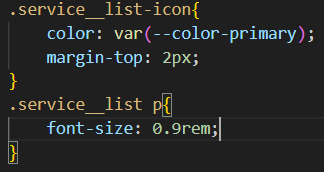 .service__list-icon{
    color: var(--color-primary);
    margin-top: 2px;
}
.service__list p{
    font-size: 0.9rem;
}